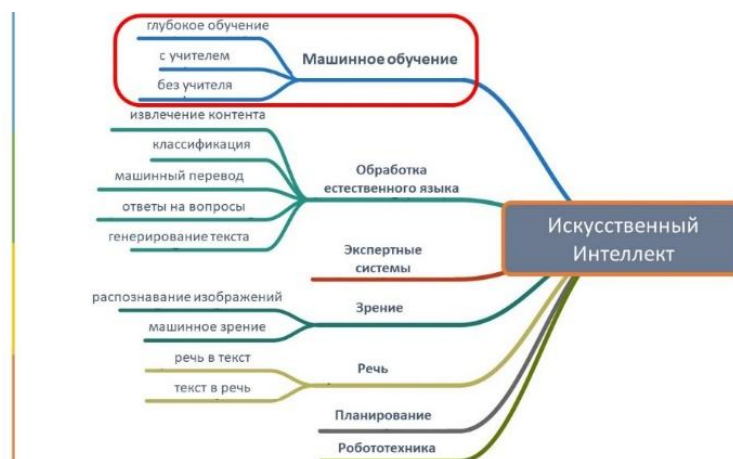 глубокое обучение
с учителем
без учителя
Машинное обучение
извлечение контента
классификация
машинный перевод
ответы на вопросы
генерирование текста
Обработка
естественного языка
Экспертные
системы
распознавание изображений
машинное зрение
Зрение
речь в текст
текст в речь
Речь
Планирование
Робототехника
Искусственный
Интеллект